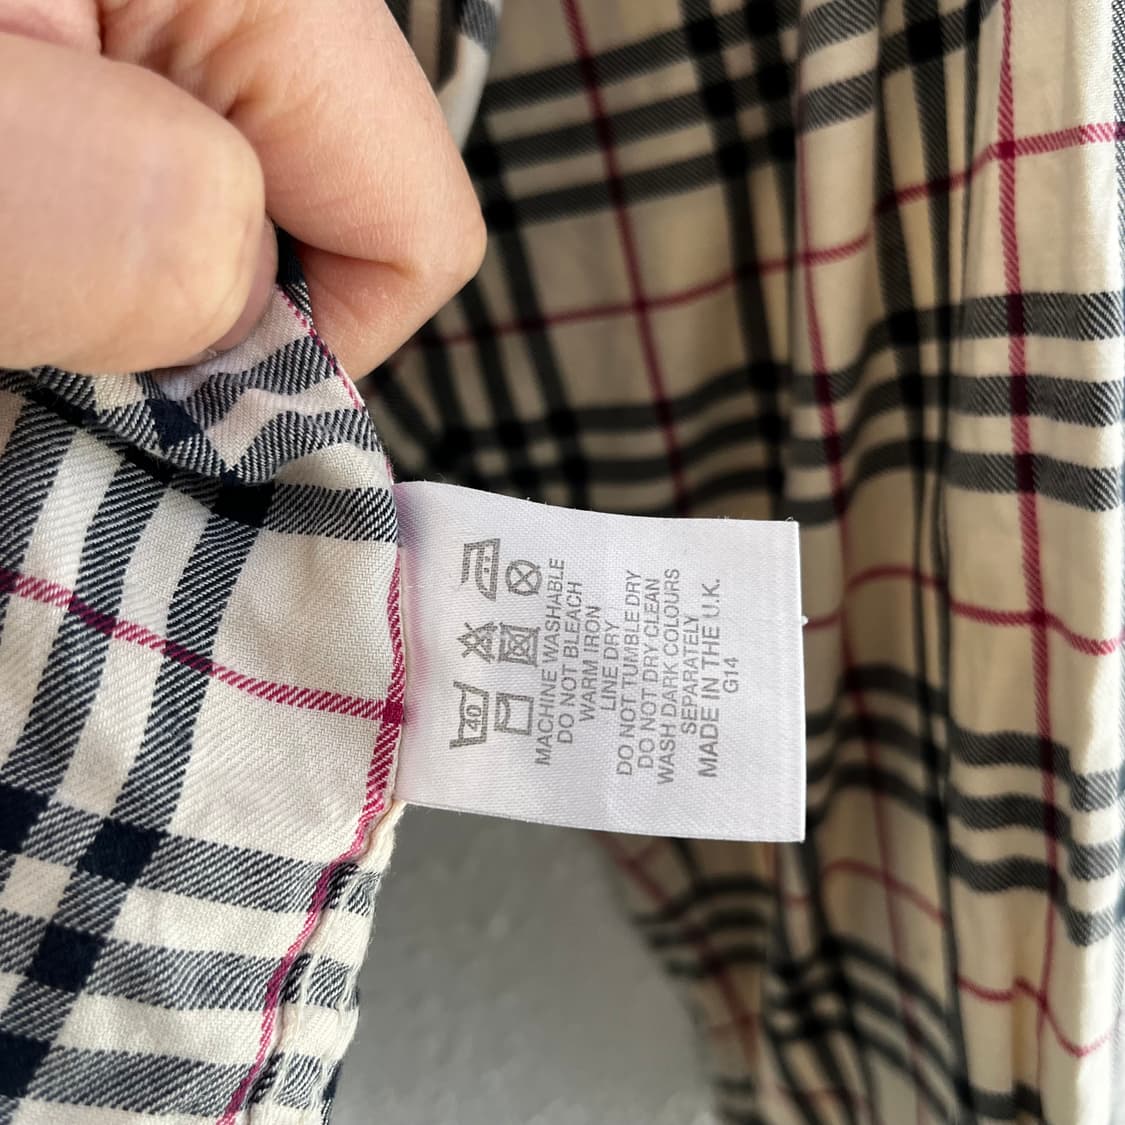 40
MACHINE WASHABLE
DO NOT BLEACH
WARM IRON
LINE DRY
DO NOT TUMBLE DRY
DO NOT DRY CLEAN
WASH DARK COLOURS
SEPARATELY
MADE IN THE U.K.
G14